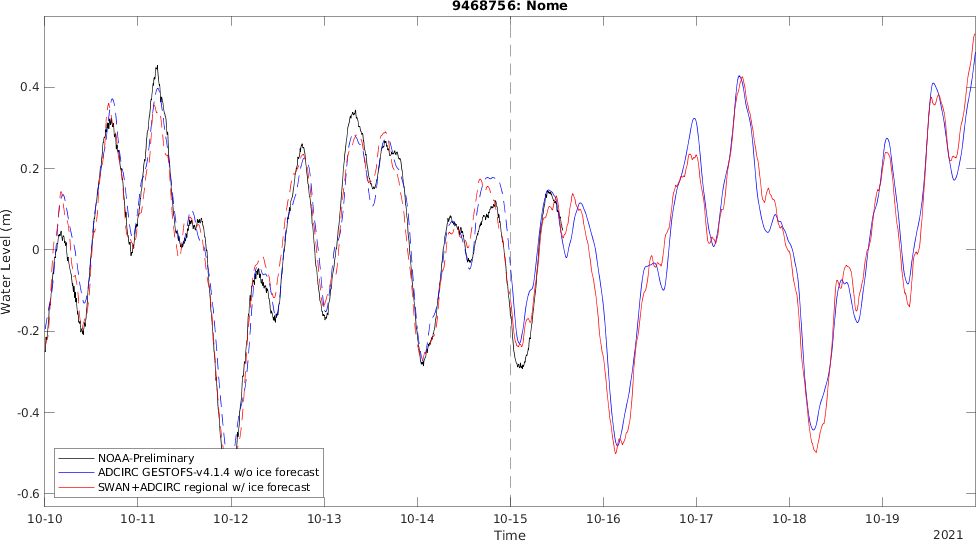 9468756: Nome
Water Level (m)
0.4
0.2
0
-0.2
-0.4
-0.6
NOAA-Preliminary
ADCIRC GESTOFS-v4.1.4 w/o ice forecast
SWAN+ADCIRC regional w/ ice forecast
10-10 10-11 10-12 10-13 10-14 10-15 10-16 10-17 10-18 10-19
Time
2021